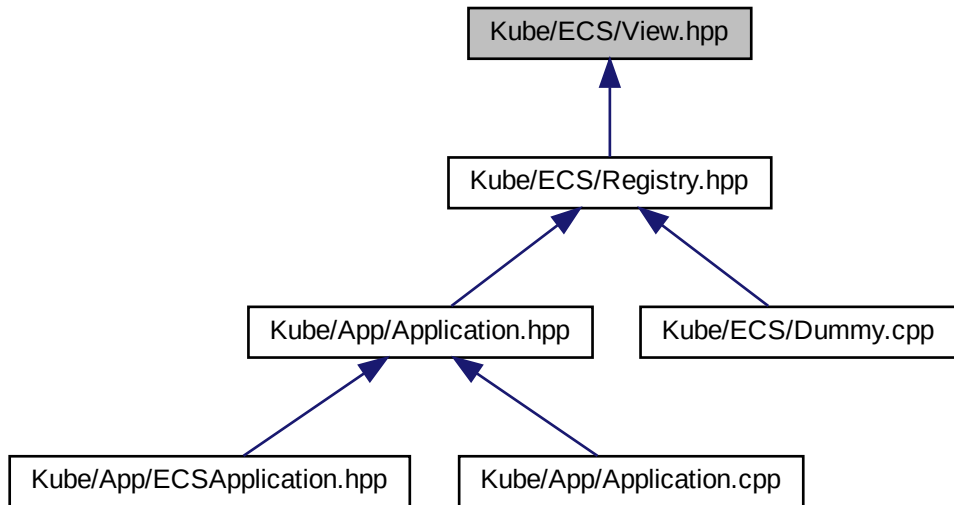 Kube/ECS/View.hpp
Kube/ECS/Registry.hpp
Kube/App/Application.hpp
Kube/ECS/Dummy.cpp
Kube/App/ECSApplication.hpp
Kube/App/Application.cpp